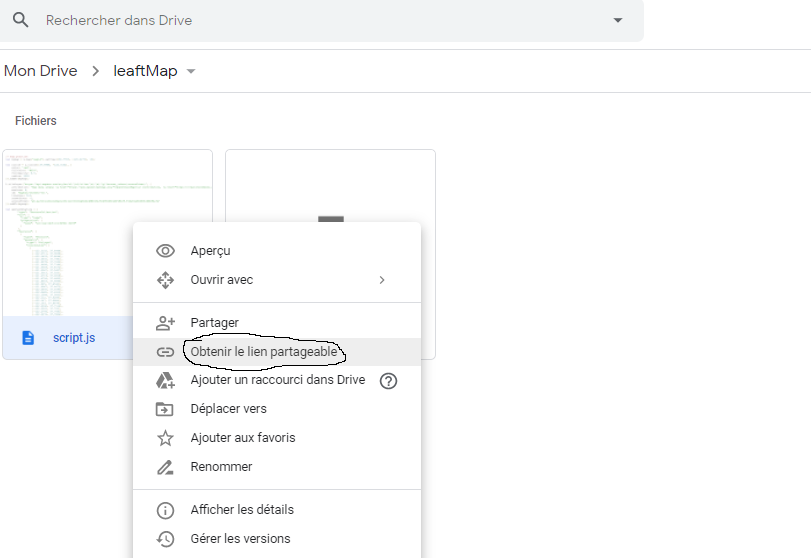 Rechercher dans Drive
Mon Drive
leaftMap
Fichiers
script.js
Aperçu
Ouvrir avec
Partager
Obtenir le lien partageable
Ajouter un raccourci dans Drive
Déplacer vers
Ajouter aux favoris
Renommer
Afficher les détails
Gérer les versions